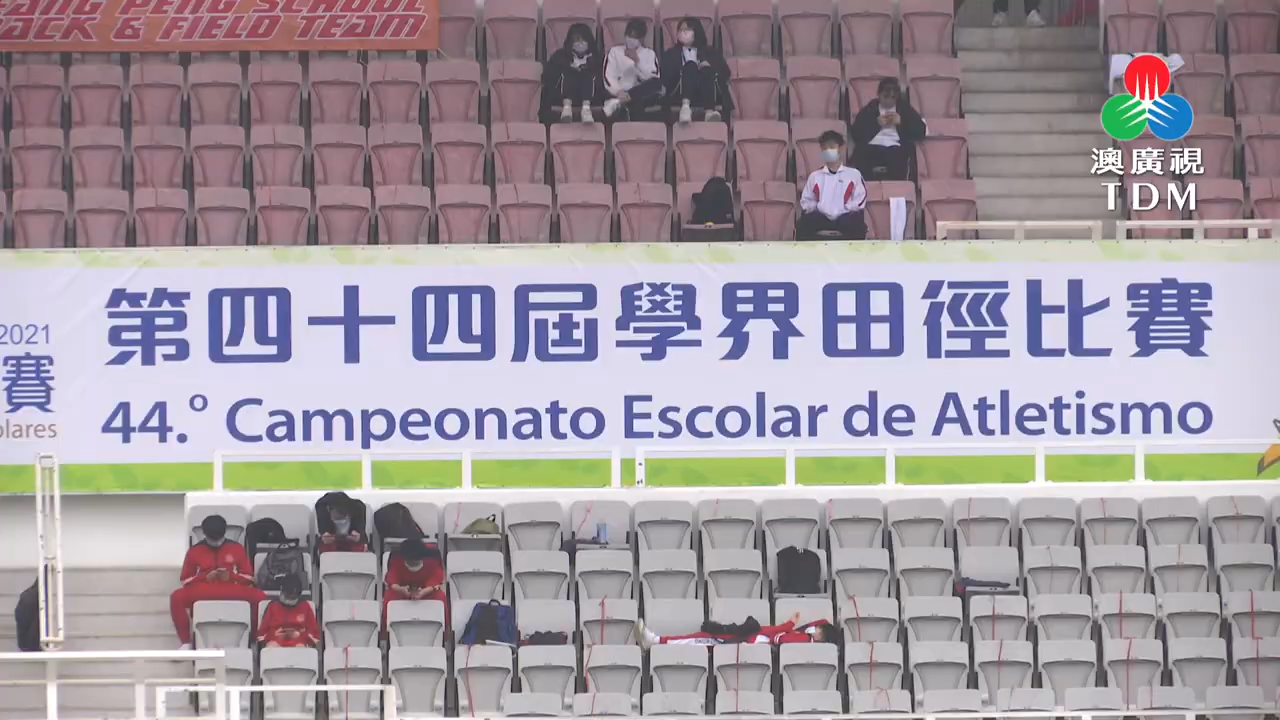 PENG SCHOOL
TRACK & FIELD TEAM
澳廣視
TDM
2021
賽
第四十四屆學界田徑比賽
44.º Campeonato Escolar de Atletismo